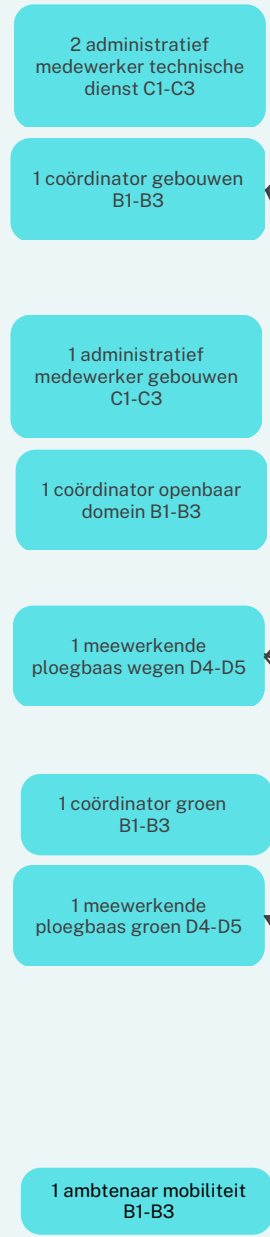 2 administratief
medewerker technische
dienst C1-C3
1 coördinator gebouwen
B1-B3
1 administratief
medewerker gebouwen
C1-C3
1 coördinator openbaar
domein B1-B3
1 meewerkende
ploegbaas wegen D4-D5
1 coördinator groen
B1-B3
1 meewerkende
ploegbaas groen D4-D5
1 ambtenaar mobiliteit
B1-B3